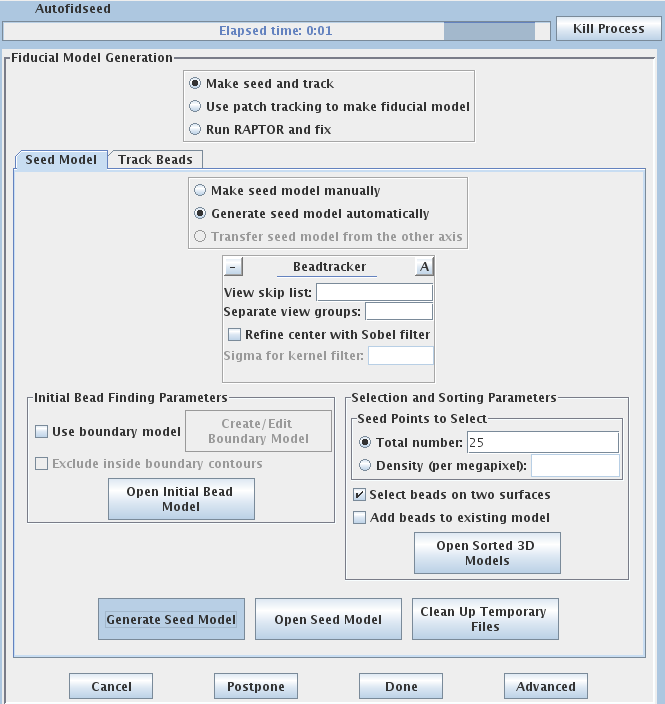 Autofidseed
Elapsed time: 0:01
Kill Process
Fiducial Model Generation
Make seed and track
Use patch tracking to make fiducial model
Run RAPTOR and fix
Seed Model
Track Beads
Make seed model manually
Generate seed model automatically
Transfer seed model from the other axis
- Beadtracker A
View skip list:
Separate view groups:
Refine center with Sobel filter
Sigma for kernel filter:
Initial Bead Finding Parameters
Use boundary model
Create/Edit
Boundary Model
Exclude inside boundary contours
Open Initial Bead
Model
Selection and Sorting Parameters
Seed Points to Select
Total number: 25
Density (per megapixel):
Select beads on two surfaces
Add beads to existing model
Open Sorted 3D
Models
Generate Seed Model
Open Seed Model
Clean Up Temporary
Files
Cancel
Postpone
Done
Advanced